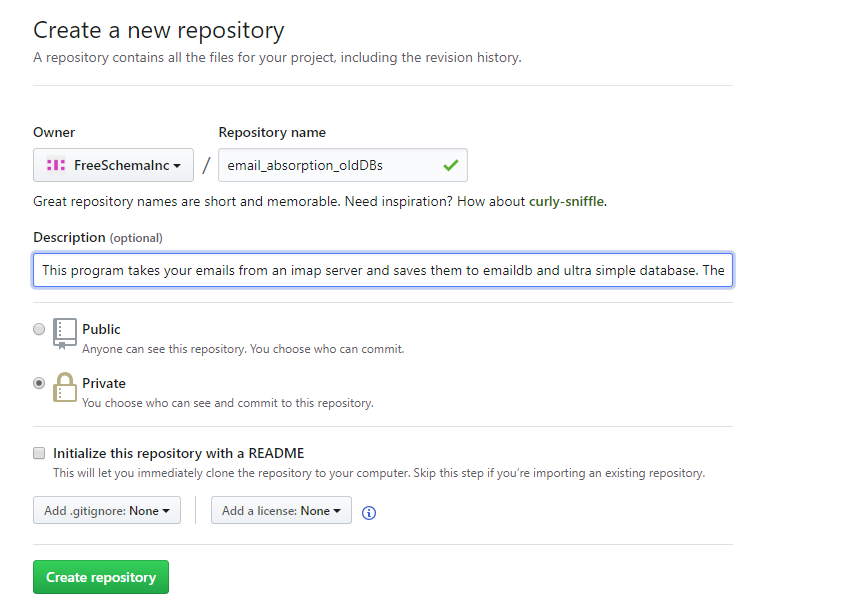 Create a new repository
A repository contains all the files for your project, including the revision history.
Owner
Repository name
FreeSchemaInc
/
email_absorption_oldDBs
Great repository names are short and memorable. Need inspiration? How about curly-sniffle.
Description (optional)
This program takes your emails from an imap server and saves them to emaildb and ultra simple database. The
Public
Anyone can see this repository. You choose who can commit.
Private
You choose who can see and commit to this repository.
Initialize this repository with a README
This will let you immediately clone the repository to your computer. Skip this step if you’re importing an existing repository.
Add .gitignore: None
Add a license: None
Create repository